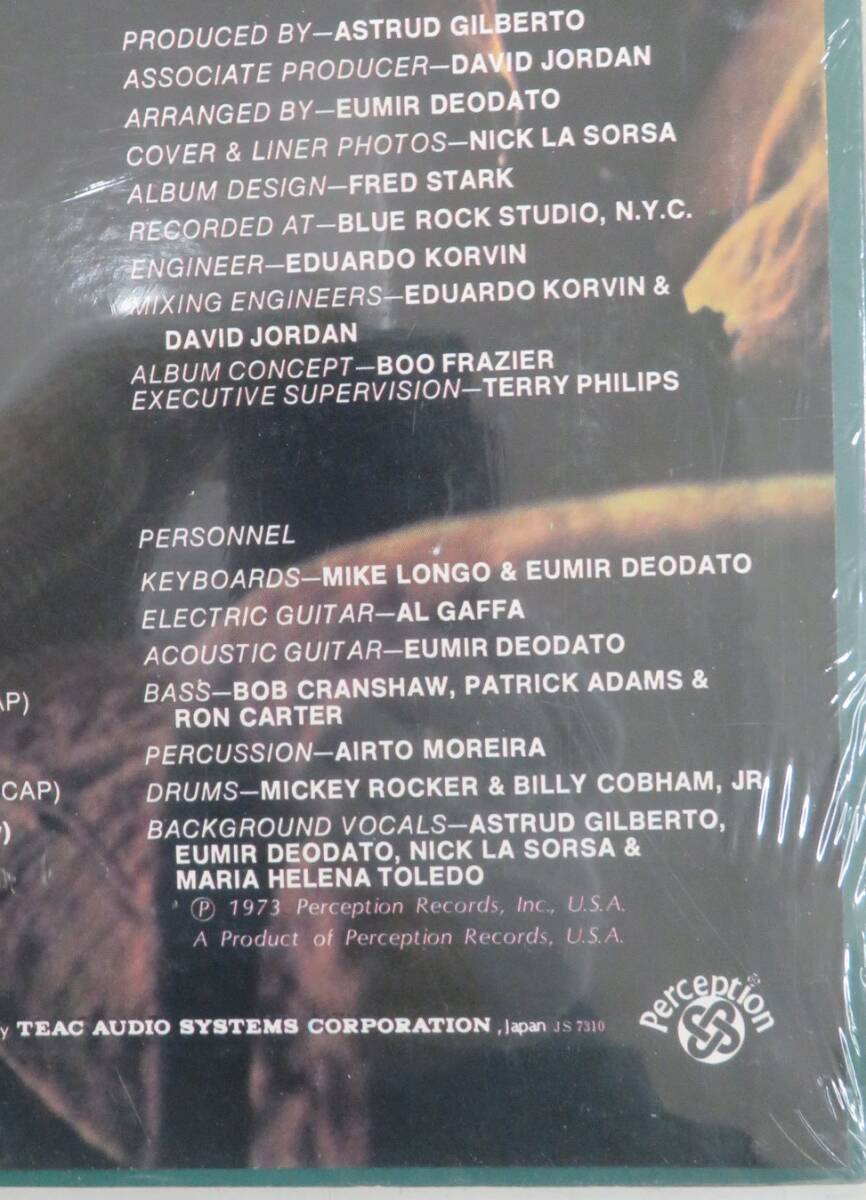 PRODUCED BY—ASTRUD GILBERTO
ASSOCIATE PRODUCER—DAVID JORDAN
ARRANGED BY—EUMIR DEODATO
COVER & LINER PHOTOS—NICK LA SORSA
ALBUM DESIGN—FRED STARK
RECORDED AT—BLUE ROCK STUDIO, N.Y.C.
ENGINEER—EDUARDO KORVIN
MIXING ENGINEERS—EDUARDO KORVIN &
DAVID JORDAN
ALBUM CONCEPT—BOO FRAZIER
EXECUTIVE SUPERVISION—TERRY PHILIPS
PERSONNEL
KEYBOARDS—MIKE LONGO & EUMIR DEODATO
ELECTRIC GUITAR—AL GAFFA
ACOUSTIC GUITAR—EUMIR DEODATO
BASS—BOB CRANSHAW, PATRICK ADAMS &
RON CARTER
PERCUSSION—AIRTO MOREIRA
DRUMS—MICKEY ROCKER & BILLY COBHAM, JR
BACKGROUND VOCALS—ASTRUD GILBERTO,
EUMIR DEODATO, NICK LA SORSA &
MARIA HELENA TOLEDO
AP)
CAP)
Ⓟ 1973 Perception Records, Inc., U.S.A.
A Product of Perception Records, U.S.A.
y TEAC AUDIO SYSTEMS CORPORATION, Japan JS 7310
Perception®